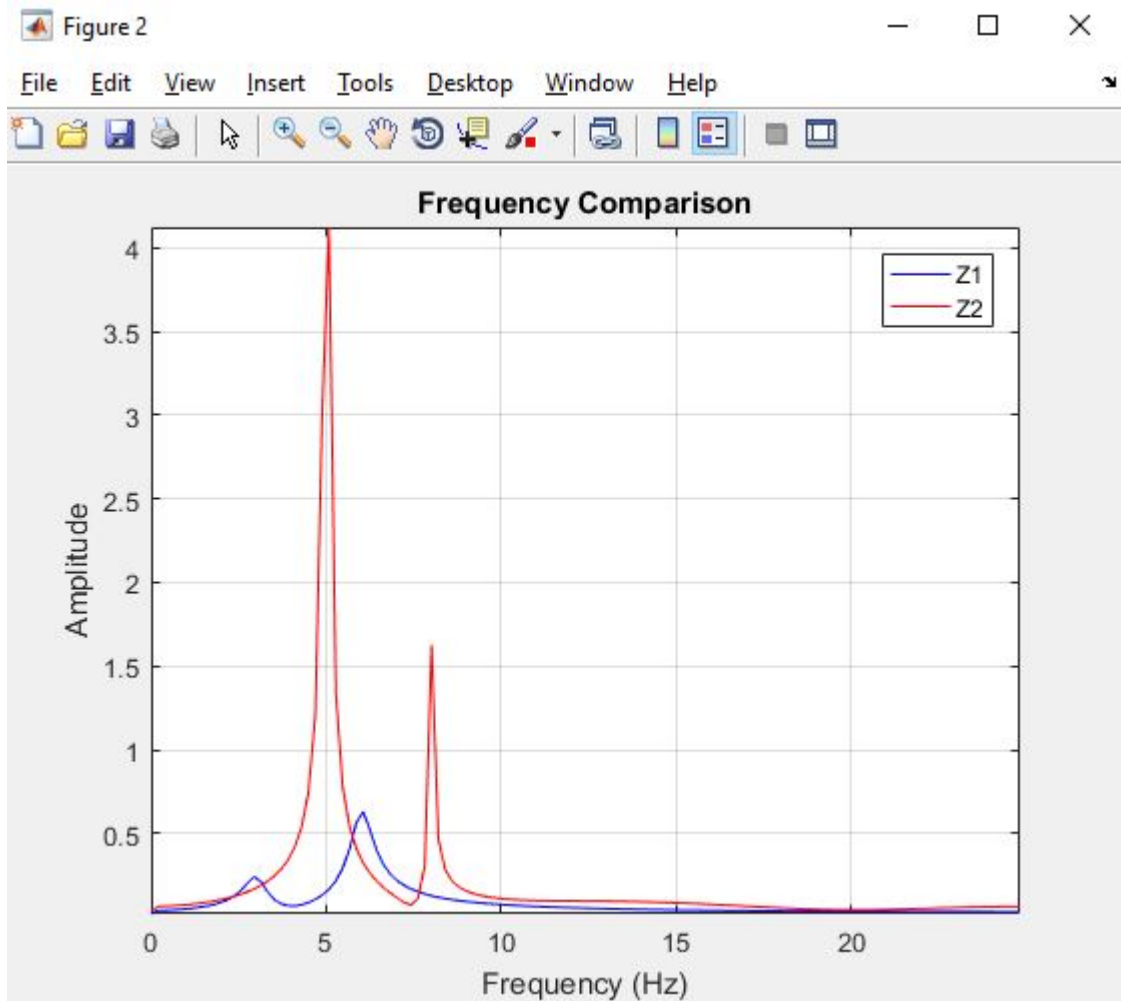 Figure 2
File Edit View Insert Tools Desktop Window Help
Frequency Comparison
Z1
Z2
4
3.5
3
2.5
2
1.5
1
0.5
Amplitude
0 5 10 15 20
Frequency (Hz)